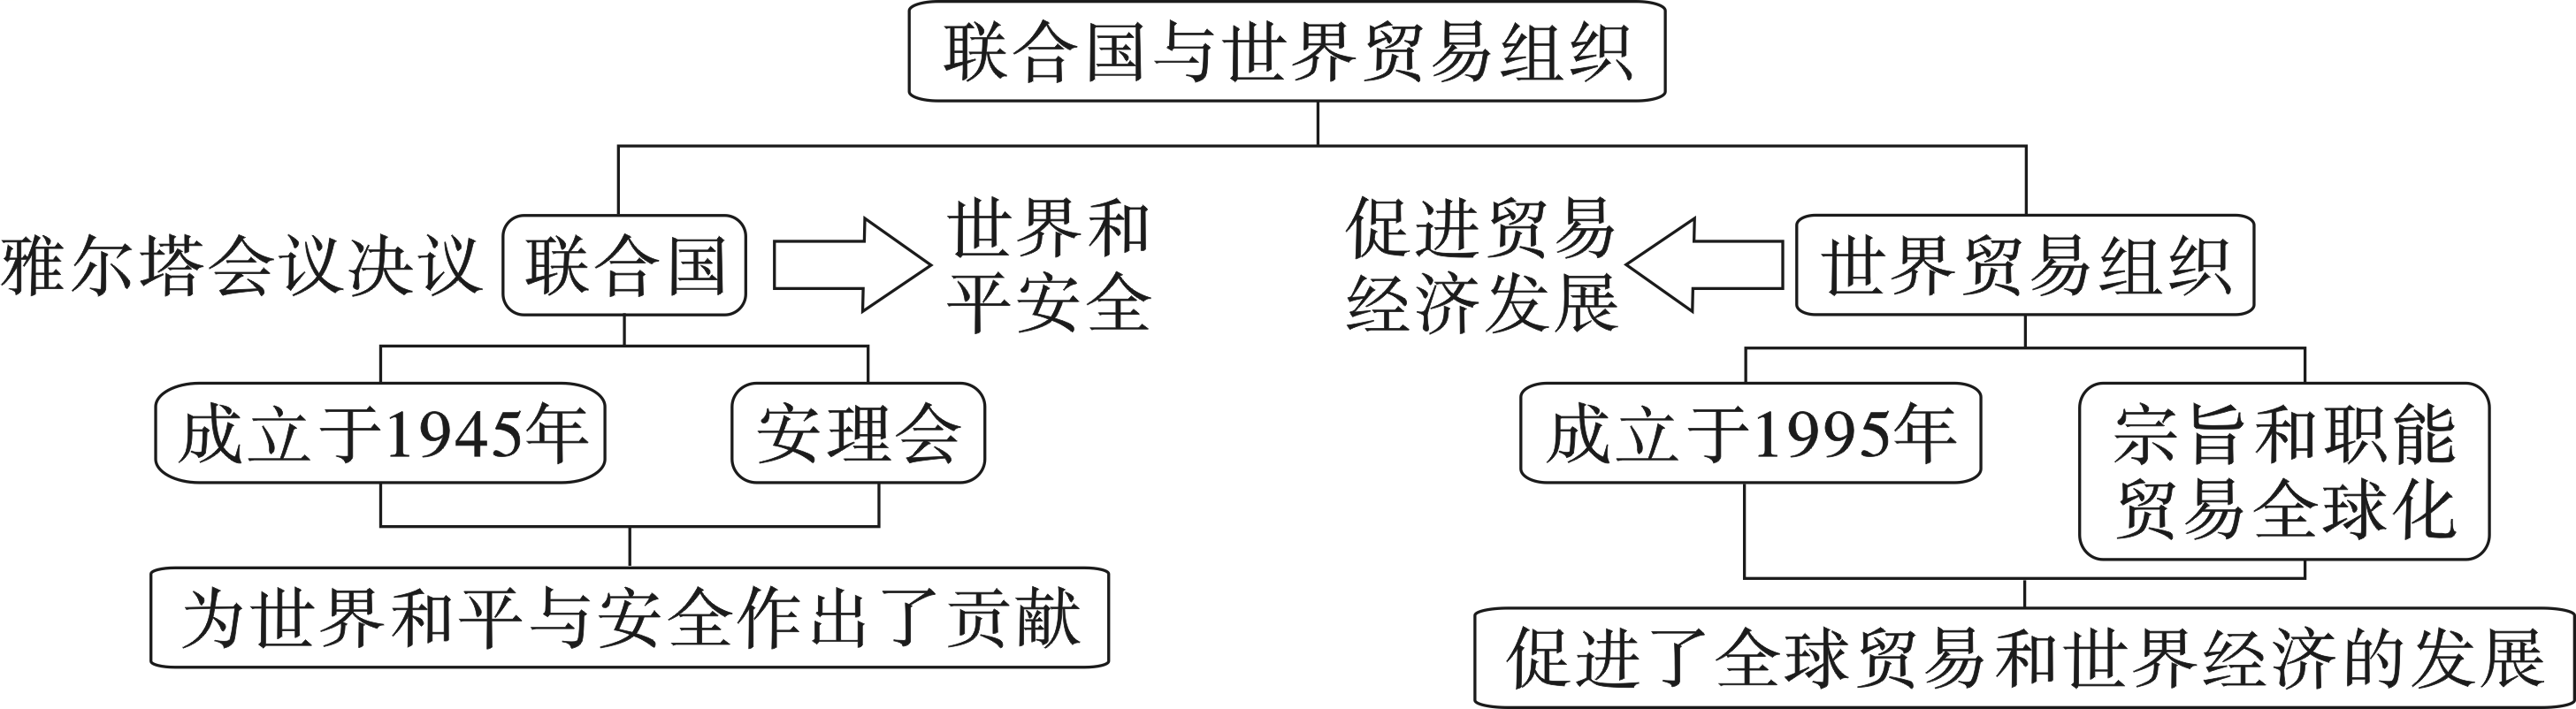 联合国与世界贸易组织
雅尔塔会议决议
联合国
世界和
平安全
促进贸易
经济发展
世界贸易组织
成立于1945年
安理会
成立于1995年
宗旨和职能
贸易全球化
为世界和平与安全作出了贡献
促进了全球贸易和世界经济的发展